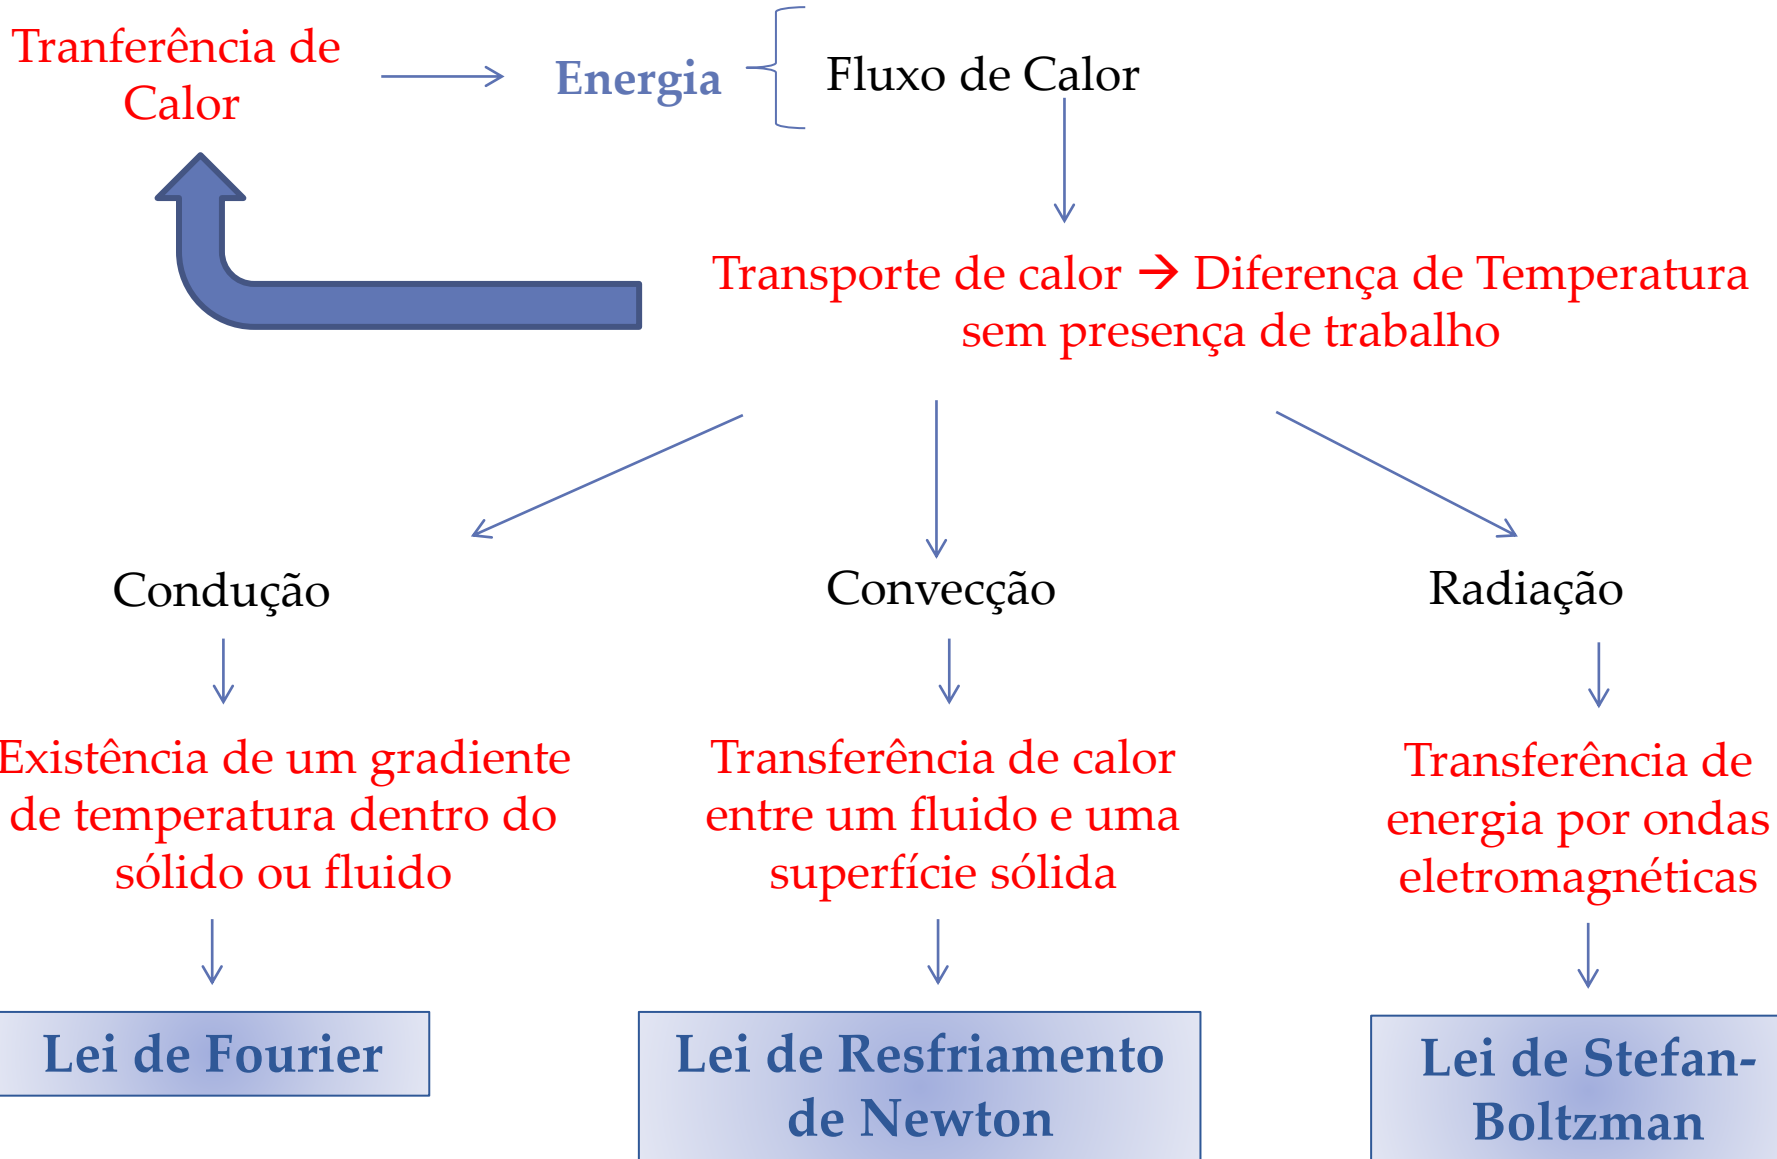 Tranferência de
Calor
Energia
Fluxo de Calor
Transporte de calor → Diferença de Temperatura
sem presença de trabalho
Condução
Convecção
Radiação
Existência de um gradiente
de temperatura dentro do
sólido ou fluido
Transferência de calor
entre um fluido e uma
superfície sólida
Transferência de
energia por ondas
eletromagnéticas
Lei de Fourier
Lei de Resfriamento
de Newton
Lei de Stefan-
Boltzman